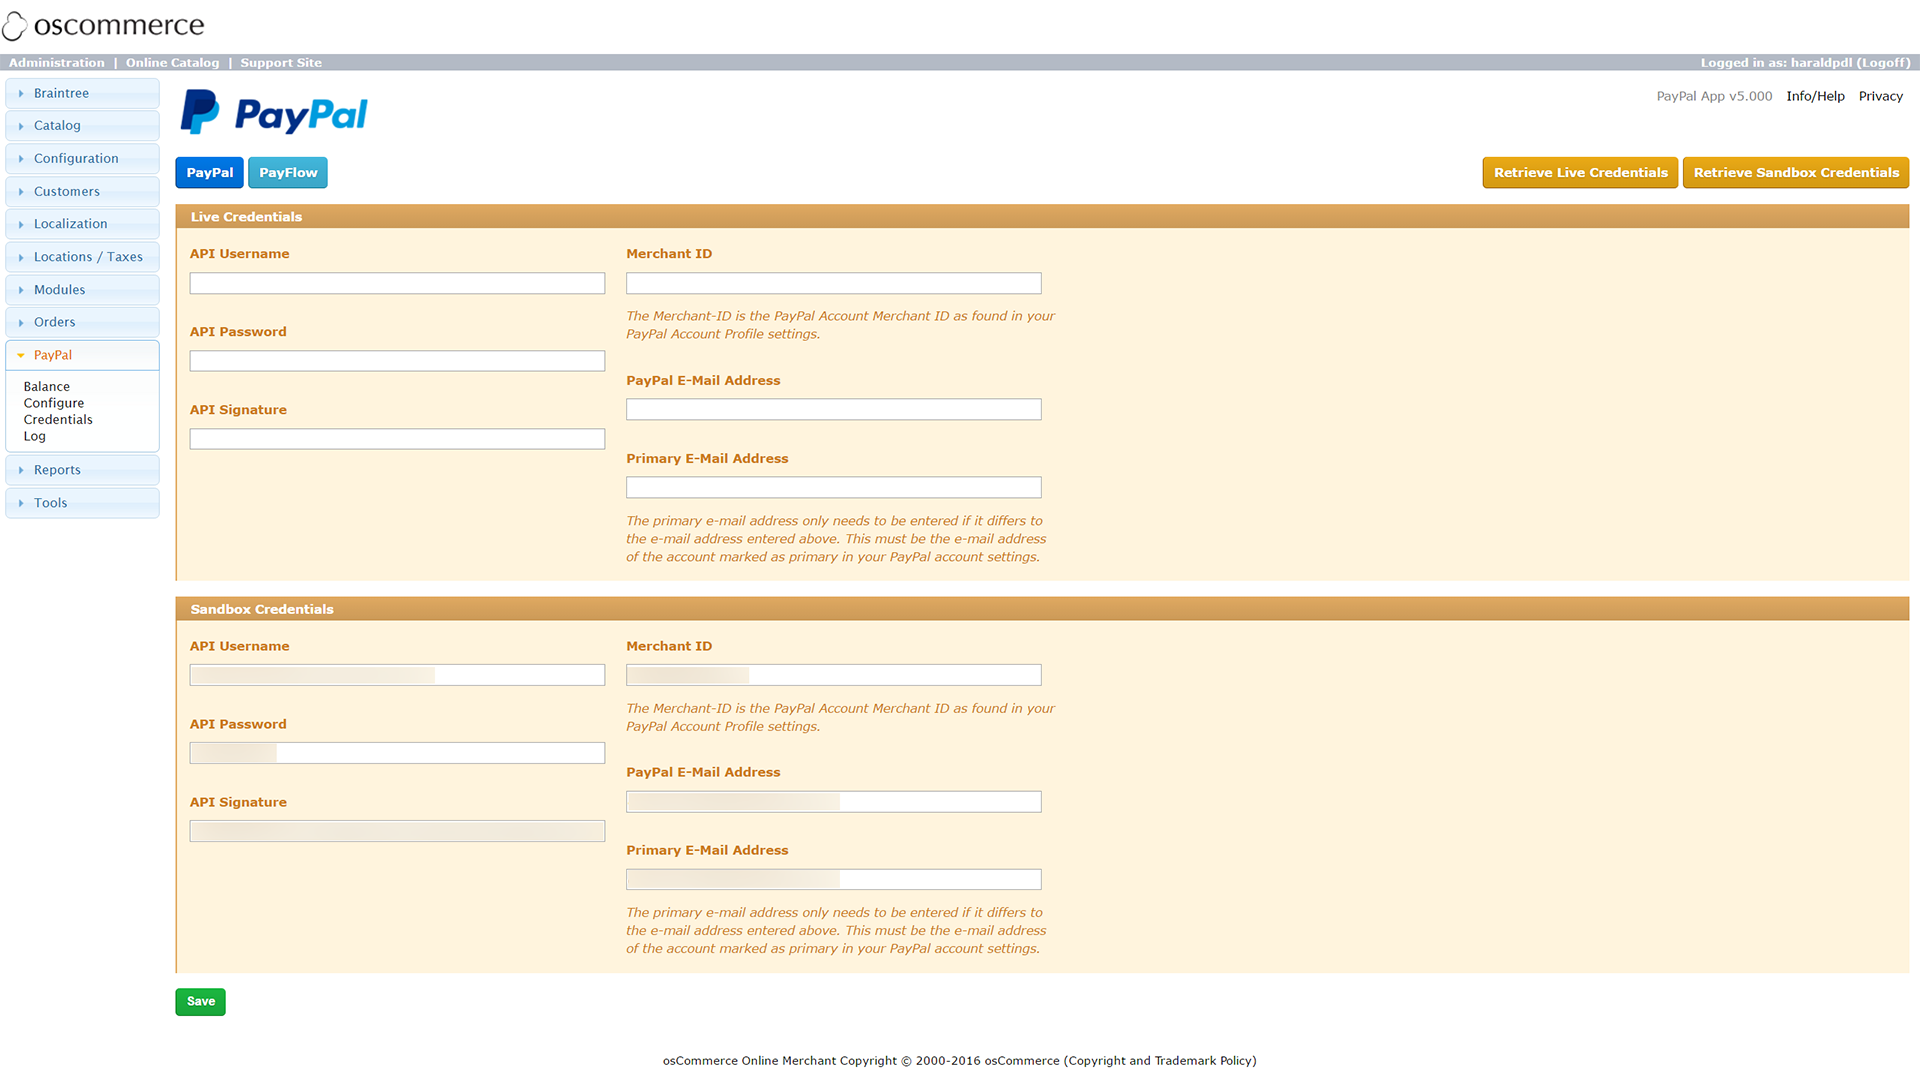 oscommerce
Administration | Online Catalog | Support Site
Logged in as: haraldpdl (Logoff)
Braintree
Catalog
Configuration
Customers
Localization
Locations / Taxes
Modules
Orders
PayPal
Balance
Configure
Credentials
Log
Reports
Tools
PayPal
PayPal App v5.000 Info/Help Privacy
PayPal PayFlow
Retrieve Live Credentials Retrieve Sandbox Credentials
Live Credentials
API Username
API Password
API Signature
Merchant ID
The Merchant-ID is the PayPal Account Merchant ID as found in your
PayPal Account Profile settings.
PayPal E-Mail Address
Primary E-Mail Address
The primary e-mail address only needs to be entered if it differs to
the e-mail address entered above. This must be the e-mail address
of the account marked as primary in your PayPal account settings.
Sandbox Credentials
API Username
API Password
API Signature
Merchant ID
The Merchant-ID is the PayPal Account Merchant ID as found in your
PayPal Account Profile settings.
PayPal E-Mail Address
Primary E-Mail Address
The primary e-mail address only needs to be entered if it differs to
the e-mail address entered above. This must be the e-mail address
of the account marked as primary in your PayPal account settings.
Save
osCommerce Online Merchant Copyright © 2000-2016 osCommerce (Copyright and Trademark Policy)